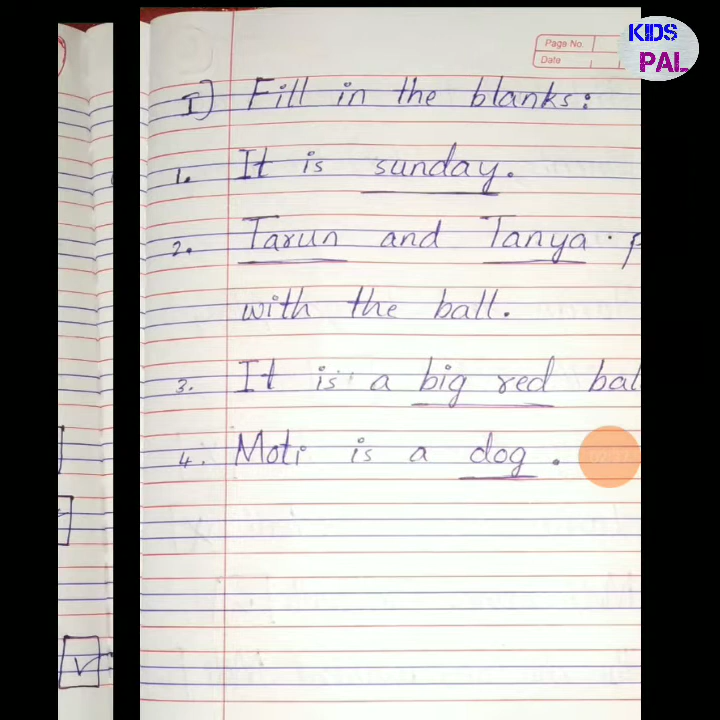 KIDS
PAL
Page No.
Date
I) Fill in the blanks:
1. It is sunday.
2. Tarun and Tanya.
with the ball.
3. It is a big red
4. Moti is a dog.